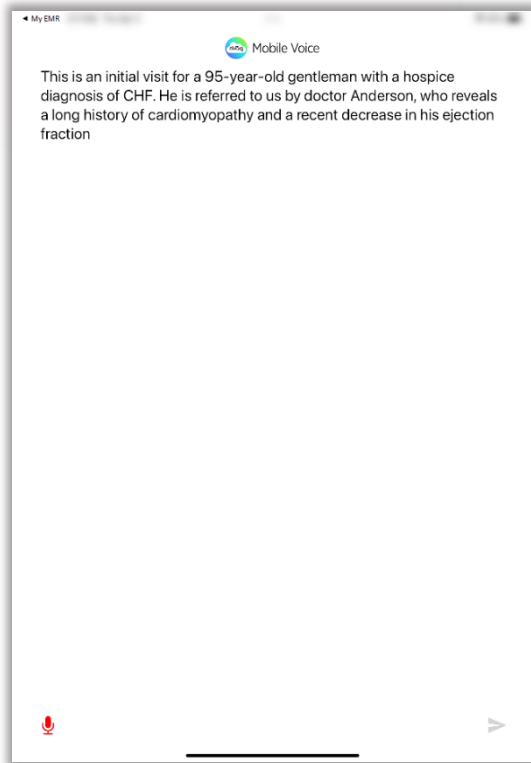 My EMR
mVoq Mobile Voice
This is an initial visit for a 95-year-old gentleman with a hospice
diagnosis of CHF. He is referred to us by doctor Anderson, who reveals
a long history of cardiomyopathy and a recent decrease in his ejection
fraction